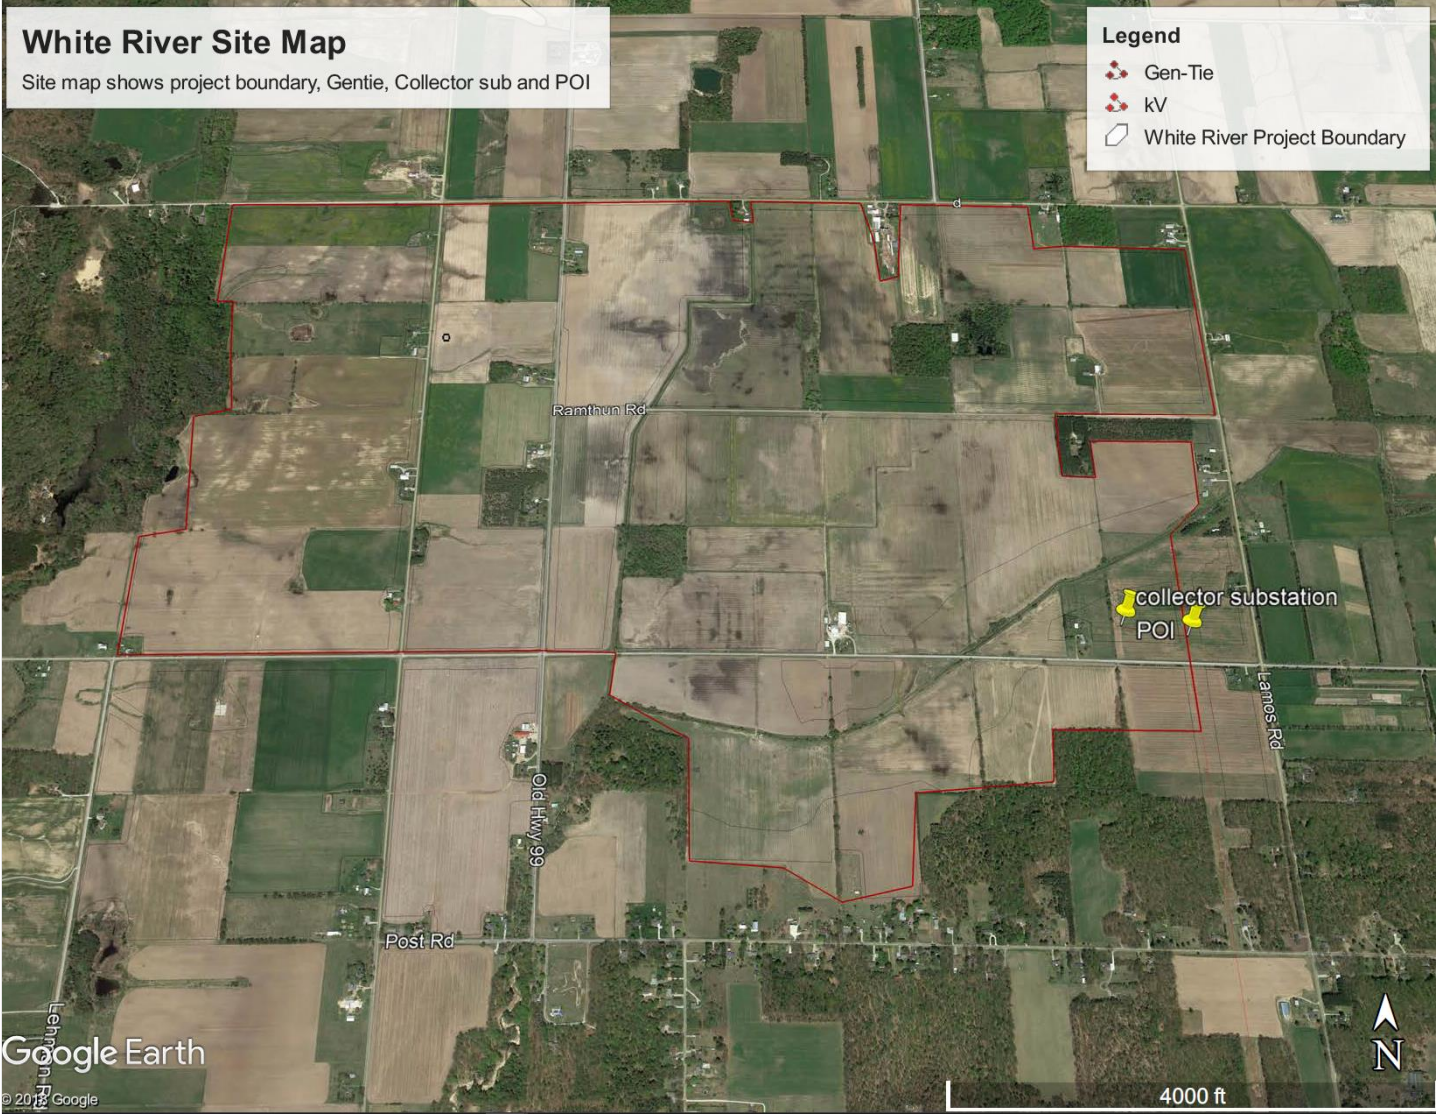 White River Site Map
Site map shows project boundary, Gentie, Collector sub and POI
Legend
Gen-Tie
kV
White River Project Boundary
d
Ramthun Rd
collector substation
POI
Lamos Rd
Old Hwy 99
Post Rd
Lehman Rd
Google Earth
© 2018 Google
N
4000 ft